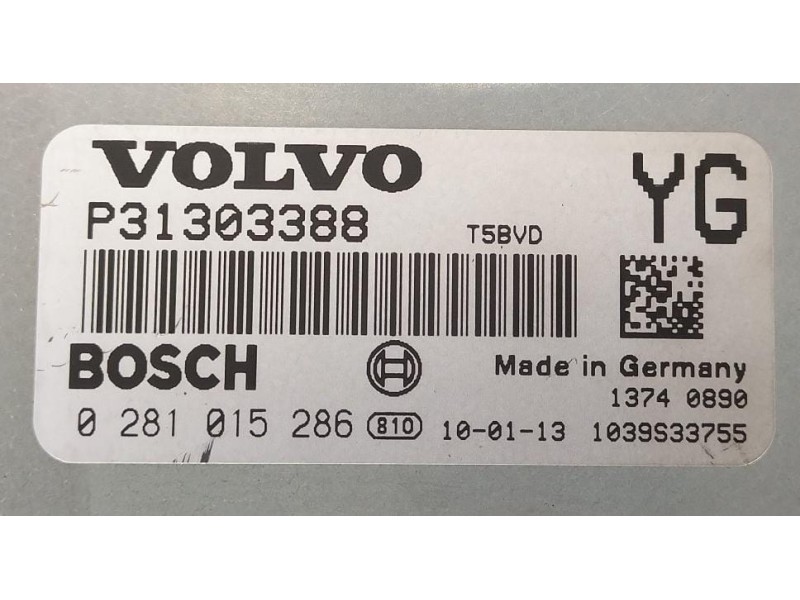 VOLVO
YG
P31303388
T5BVD
BOSCH
Made in Germany
1374 0890
0 281 015 286 810 10-01-13 1039S33755